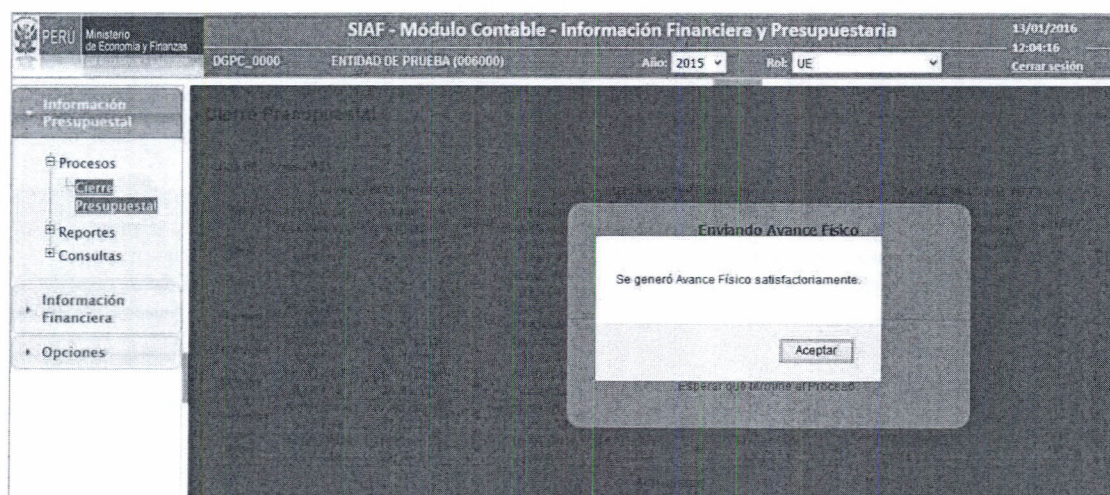 PERÚ
Ministerio
de Economía y Finanzas
SIAF - Módulo Contable - Información Financiera y Presupuestaria
13/01/2016
12:04:16
Cerrar sesión
DGPC_0000
ENTIDAD DE PRUEBA (006000)
Año:
2015
Rol:
UE
Información
Presupuestal
Procesos
Cierre
Presupuestal
Reportes
Consultas
Información
Financiera
Opciones
Cierre Presupuestal
Enviando Avance Físico
Se generó Avance Físico satisfactoriamente.
Aceptar
Esperar que termine el Proceso